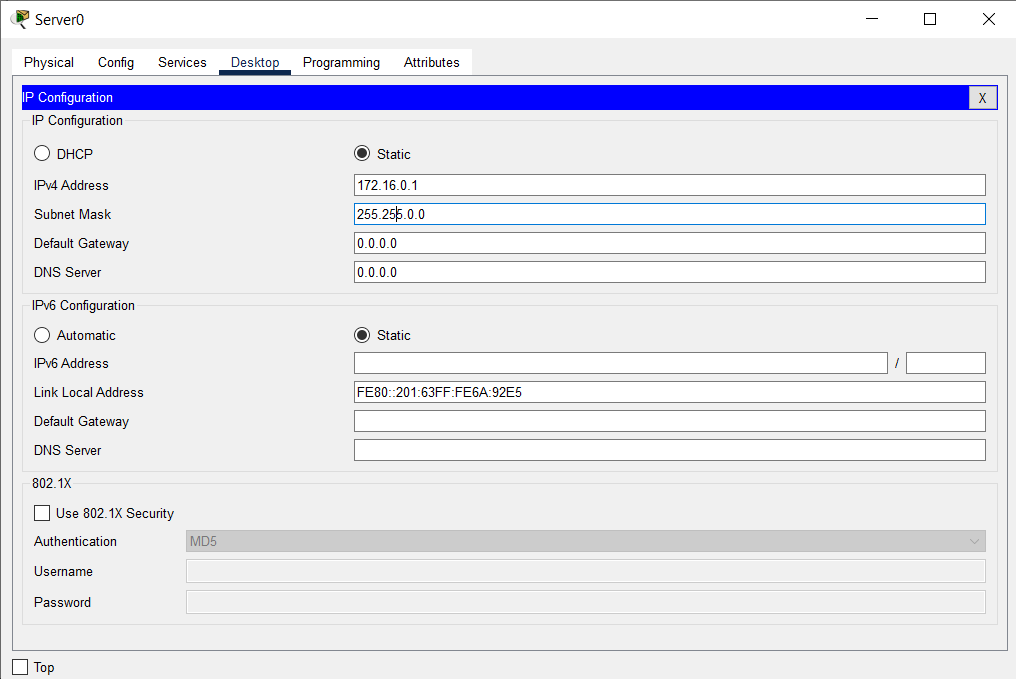 Server0
Physical Config Services Desktop Programming Attributes
IP Configuration X
IP Configuration
DHCP Static
IPv4 Address 172.16.0.1
Subnet Mask 255.255.0.0
Default Gateway 0.0.0.0
DNS Server 0.0.0.0
IPv6 Configuration
Automatic Static
IPv6 Address /
Link Local Address FE80::201:63FF:FE6A:92E5
Default Gateway
DNS Server
802.1X
Use 802.1X Security
Authentication MD5
Username
Password
Top